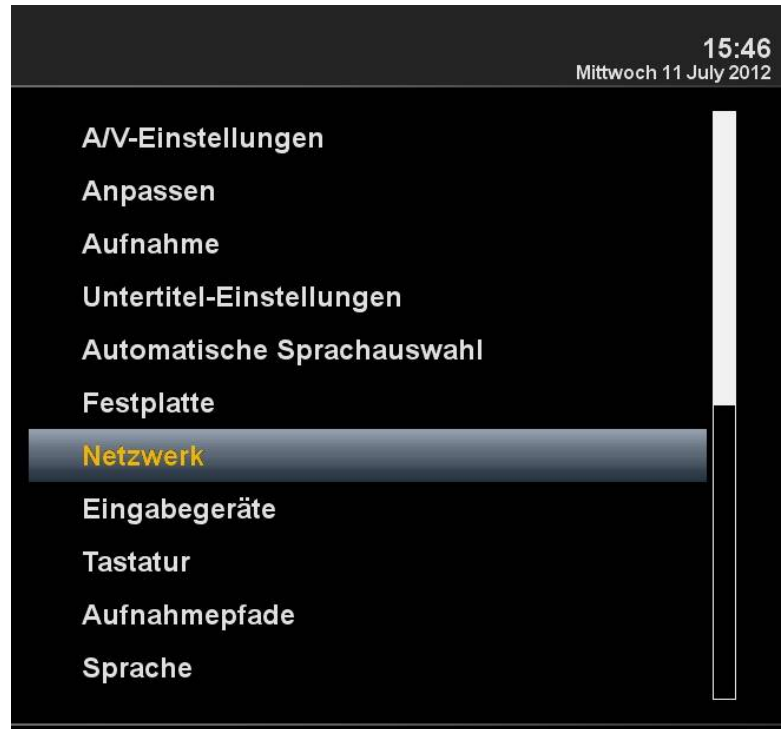 15:46
Mittwoch 11 July 2012
A/V-Einstellungen
Anpassen
Aufnahme
Untertitel-Einstellungen
Automatische Sprachauswahl
Festplatte
Netzwerk
Eingabegeräte
Tastatur
Aufnahmepfade
Sprache